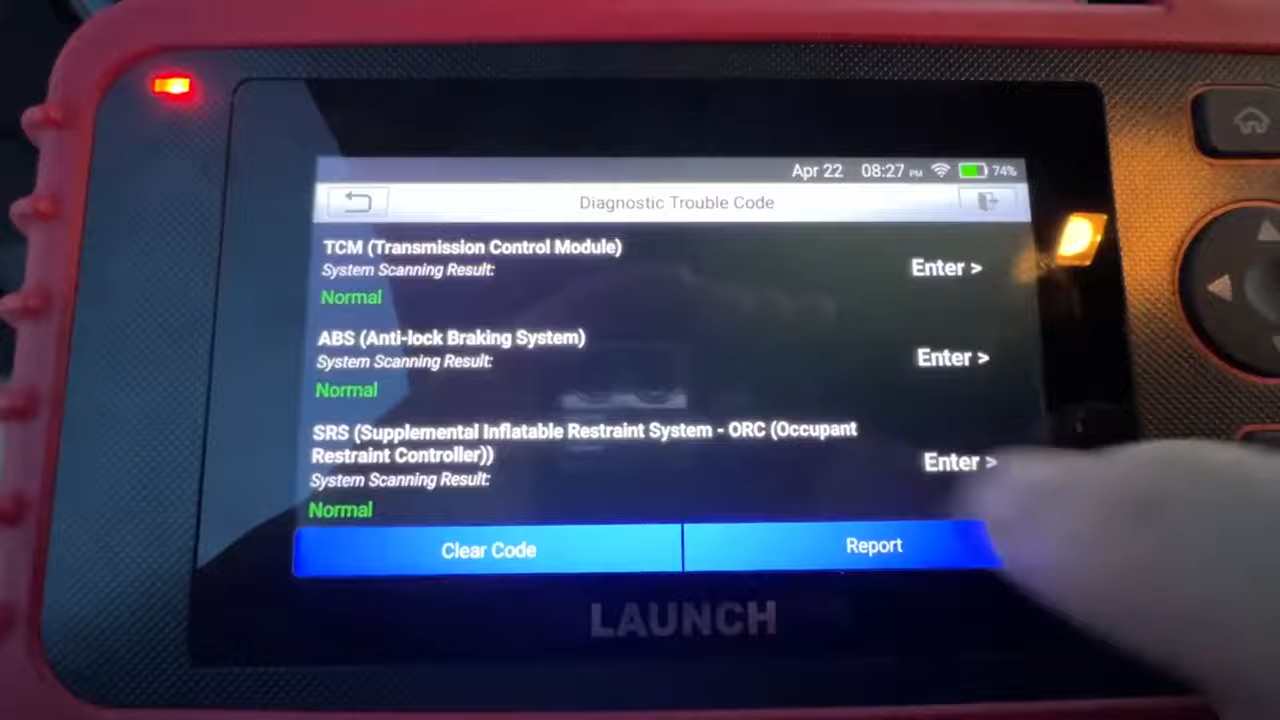 Apr 22 08:27 PM 74%
Diagnostic Trouble Code
TCM (Transmission Control Module)
System Scanning Result:
Enter >
Normal
ABS (Anti-lock Braking System)
System Scanning Result:
Enter >
Normal
SRS (Supplemental Inflatable Restraint System - ORC (Occupant
Restraint Controller))
System Scanning Result:
Enter >
Normal
Clear Code
Report
LAUNCH